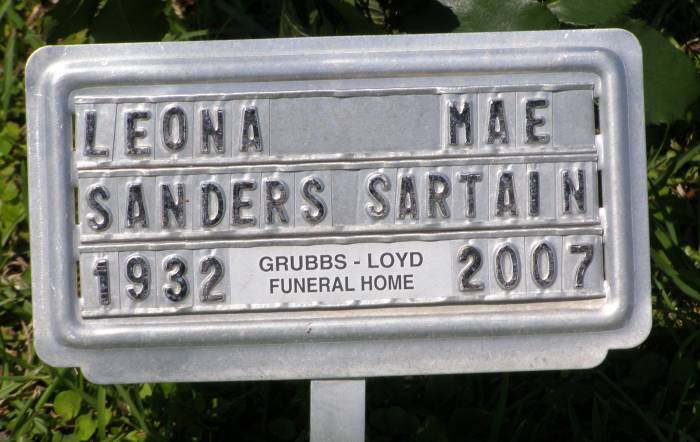 LEONA MAE
SANDERS SARTAIN
1932 GRUBBS - LOYD FUNERAL HOME 2007